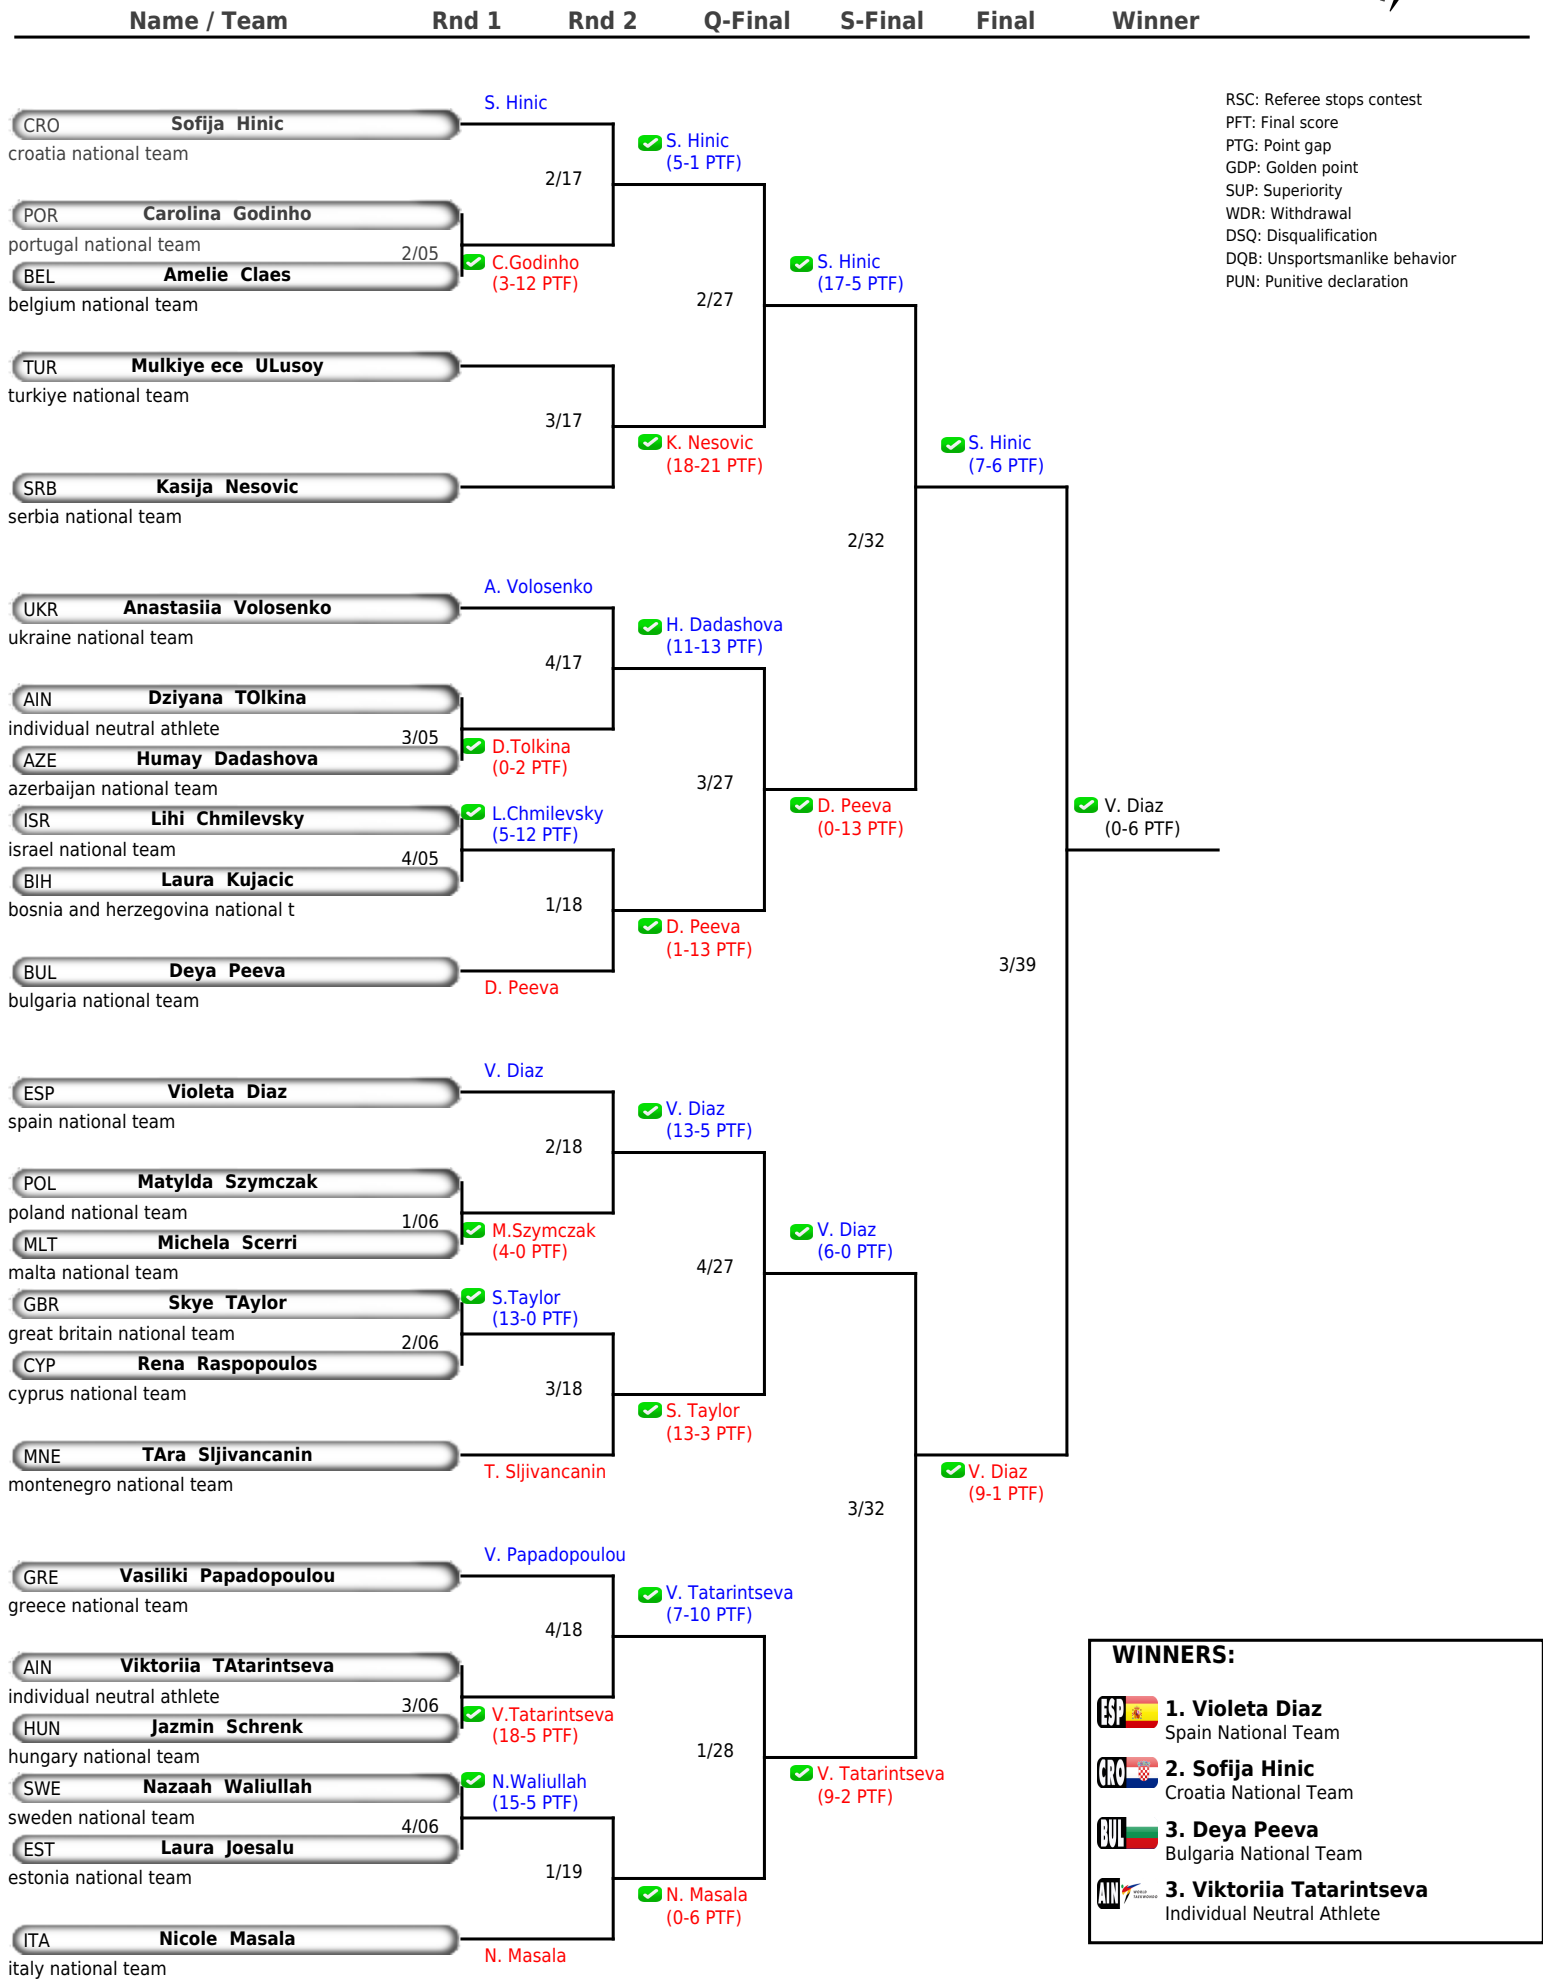 Name / Team Rnd 1 Rnd 2 Q-Final S-Final Final Winner
RSC: Referee stops contest
PFT: Final score
PTG: Point gap
GDP: Golden point
SUP: Superiority
WDR: Withdrawal
DSQ: Disqualification
DQB: Unsportsmanlike behavior
PUN: Punitive declaration
S. Hinic
CRO Sofija Hinic
croatia national team
S. Hinic
(5-1 PTF)
2/17
POR Carolina Godinho
portugal national team
2/05
BEL Amelie Claes
belgium national team
C.Godinho
(3-12 PTF)
S. Hinic
(17-5 PTF)
2/27
TUR Mulkiye ece ULusoy
turkiye national team
3/17
K. Nesovic
(18-21 PTF)
S. Hinic
(7-6 PTF)
SRB Kasija Nesovic
serbia national team
2/32
A. Volosenko
UKR Anastasiia Volosenko
ukraine national team
H. Dadashova
(11-13 PTF)
4/17
AIN Dziyana TOlkina
individual neutral athlete
3/05
AZE Humay Dadashova
azerbaijan national team
D.Tolkina
(0-2 PTF)
3/27
ISR Lihi Chmilevsky
israel national team
L.Chmilevsky
(5-12 PTF)
D. Peeva
(0-13 PTF)
V. Diaz
(0-6 PTF)
4/05
BIH Laura Kujacic
bosnia and herzegovina national t
1/18
D. Peeva
(1-13 PTF)
BUL Deya Peeva
bulgaria national team
D. Peeva
3/39
V. Diaz
ESP Violeta Diaz
spain national team
V. Diaz
(13-5 PTF)
2/18
POL Matylda Szymczak
poland national team
1/06
MLT Michela Scerri
malta national team
M.Szymczak
(4-0 PTF)
V. Diaz
(6-0 PTF)
4/27
GBR Skye TAylor
great britain national team
S.Taylor
(13-0 PTF)
2/06
CYP Rena Raspopoulos
cyprus national team
3/18
S. Taylor
(13-3 PTF)
MNE TAra Sljivancanin
montenegro national team
T. Sljivancanin
V. Diaz
(9-1 PTF)
3/32
V. Papadopoulou
GRE Vasiliki Papadopoulou
greece national team
V. Tatarintseva
(7-10 PTF)
4/18
AIN Viktoriia TAtarintseva
individual neutral athlete
3/06
HUN Jazmin Schrenk
hungary national team
V.Tatarintseva
(18-5 PTF)
1/28
SWE Nazaah Waliullah
sweden national team
N.Waliullah
(15-5 PTF)
V. Tatarintseva
(9-2 PTF)
4/06
EST Laura Joesalu
estonia national team
1/19
N. Masala
(0-6 PTF)
ITA Nicole Masala
italy national team
N. Masala
WINNERS:
ESP 1. Violeta Diaz
Spain National Team
CRO 2. Sofija Hinic
Croatia National Team
BUL 3. Deya Peeva
Bulgaria National Team
AIN 3. Viktoriia Tatarintseva
Individual Neutral Athlete